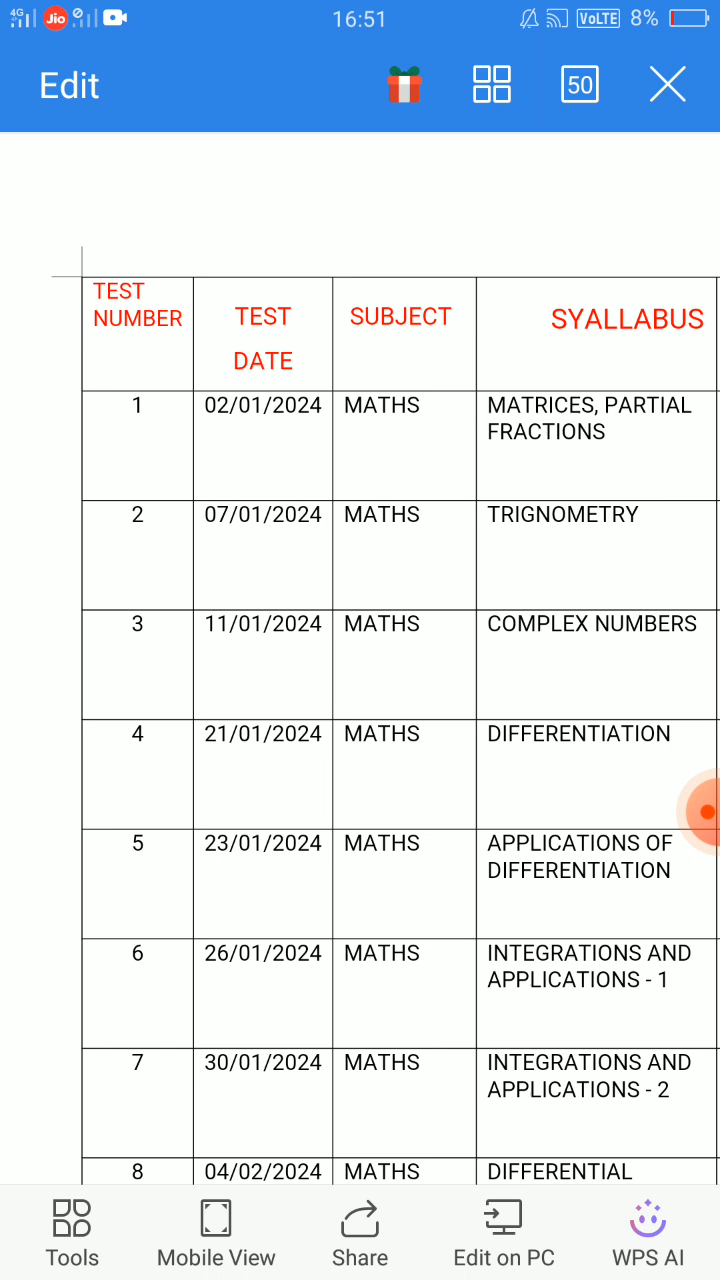 4G Jio 16:51 VoLTE 8%
Edit 50
TEST NUMBER TEST DATE SUBJECT SYALLABUS
1 02/01/2024 MATHS MATRICES, PARTIAL
FRACTIONS
2 07/01/2024 MATHS TRIGNOMETRY
3 11/01/2024 MATHS COMPLEX NUMBERS
4 21/01/2024 MATHS DIFFERENTIATION
5 23/01/2024 MATHS APPLICATIONS OF
DIFFERENTIATION
6 26/01/2024 MATHS INTEGRATIONS AND
APPLICATIONS - 1
7 30/01/2024 MATHS INTEGRATIONS AND
APPLICATIONS - 2
8 04/02/2024 MATHS DIFFERENTIAL
Tools Mobile View Share Edit on PC WPS AI